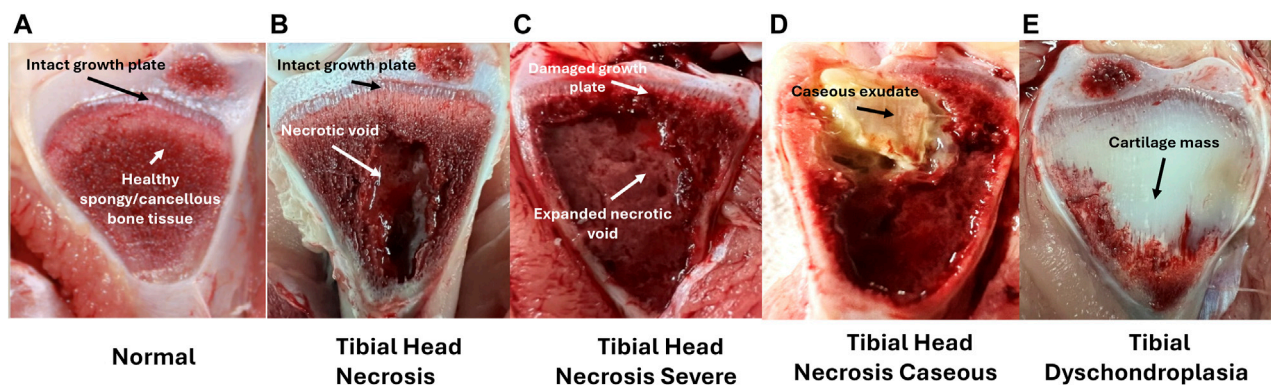 A
Intact growth plate
Healthy
spongy/cancellous
bone tissue
Normal
B
Intact growth plate
Necrotic void
Tibial Head
Necrosis
C
Damaged growth
plate
Expanded necrotic
void
Tibial Head
Necrosis Severe
D
Caseous exudate
Tibial Head
Necrosis Caseous
E
Cartilage mass
Tibial
Dyschondroplasia